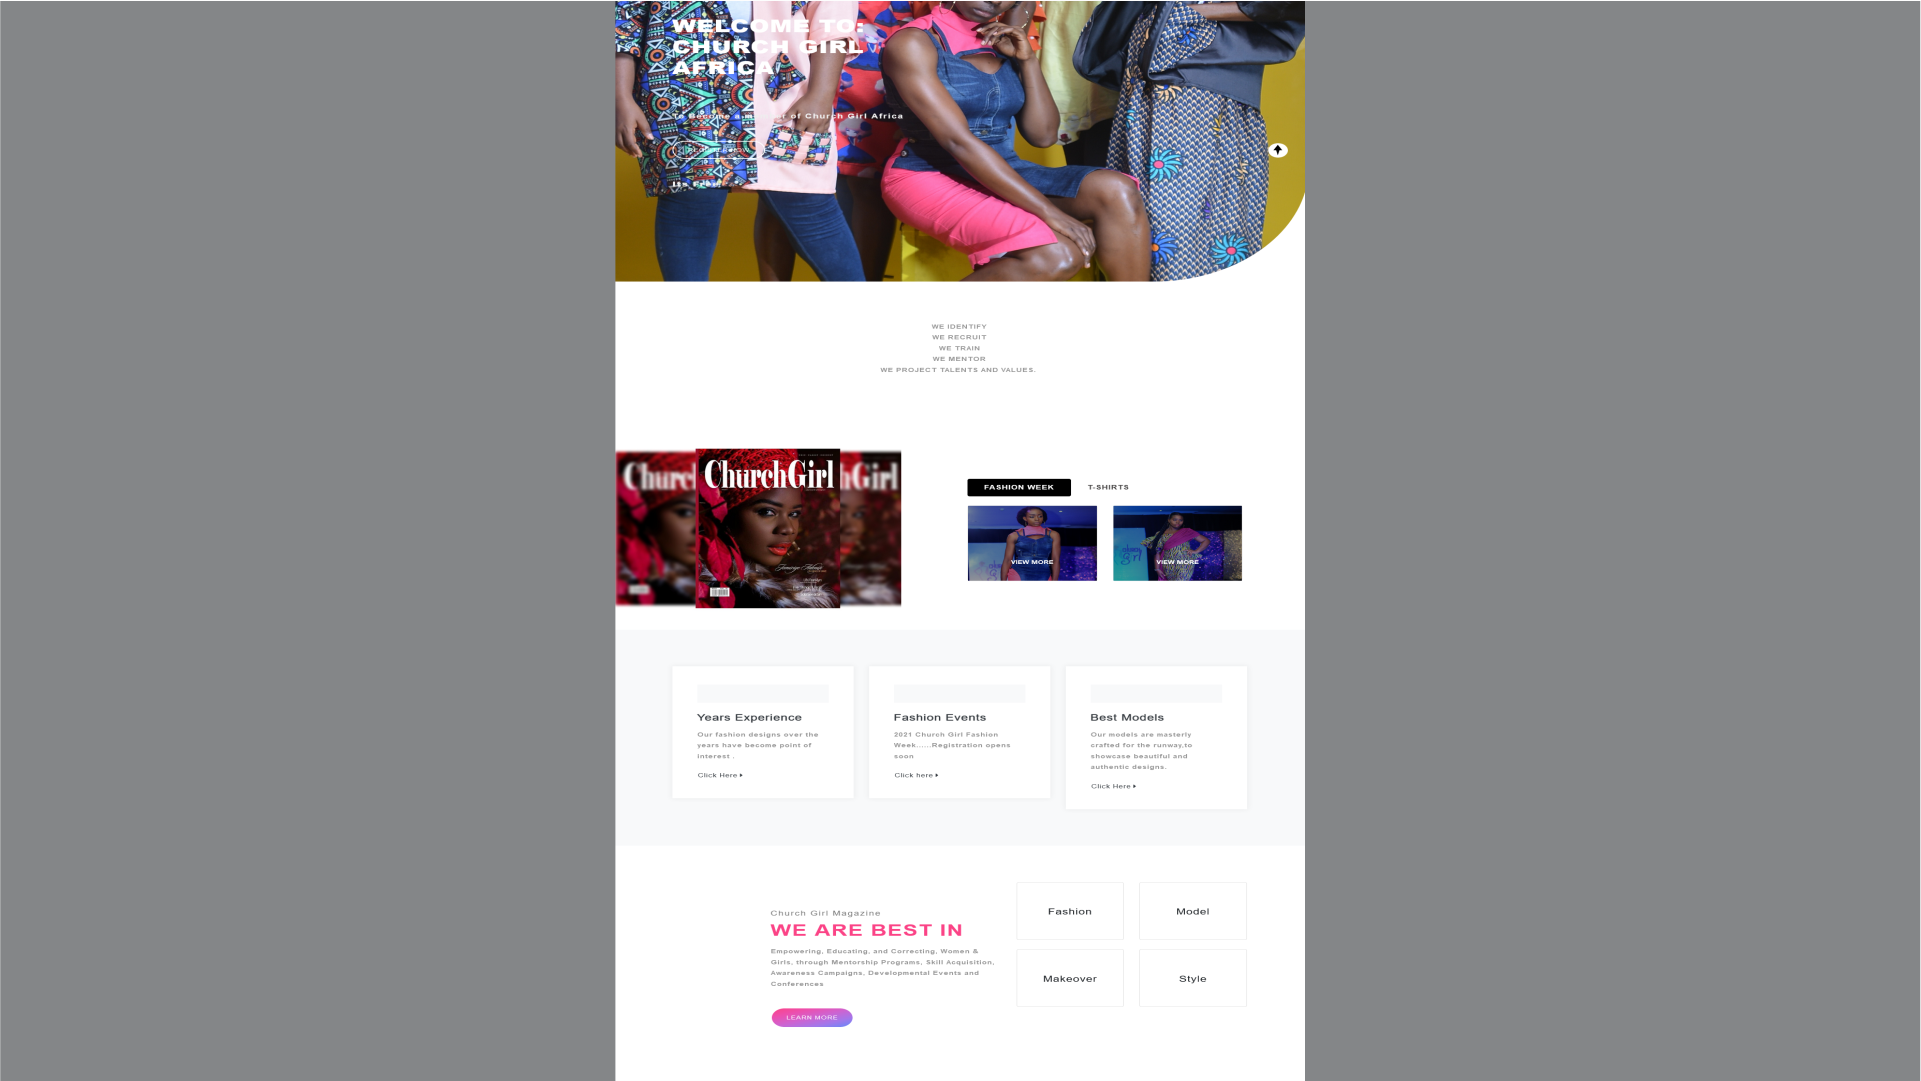 WELCOME TO:
CHURCH GIRL
AFRICA
To Become a member of Church Girl Africa
WE IDENTIFY
WE RECRUIT
WE TRAIN
WE MENTOR
WE PROJECT TALENTS AND VALUES.
ChurchGirl
FASHION WEEK
T-SHIRTS
VIEW MORE
VIEW MORE
Years Experience
Our fashion designs over the
years have become point of
interest .
Click Here
Fashion Events
2021 Church Girl Fashion
Week......Registration opens
soon
Click here
Best Models
Our models are masterly
crafted for the runway,to
showcase beautiful and
authentic designs.
Click Here
Church Girl Magazine
WE ARE BEST IN
Empowering, Educating, and Correcting, Women &
Girls, through Mentorship Programs, Skill Acquisition,
Awareness Campaigns, Developmental Events and
Conferences
LEARN MORE
Fashion
Model
Makeover
Style